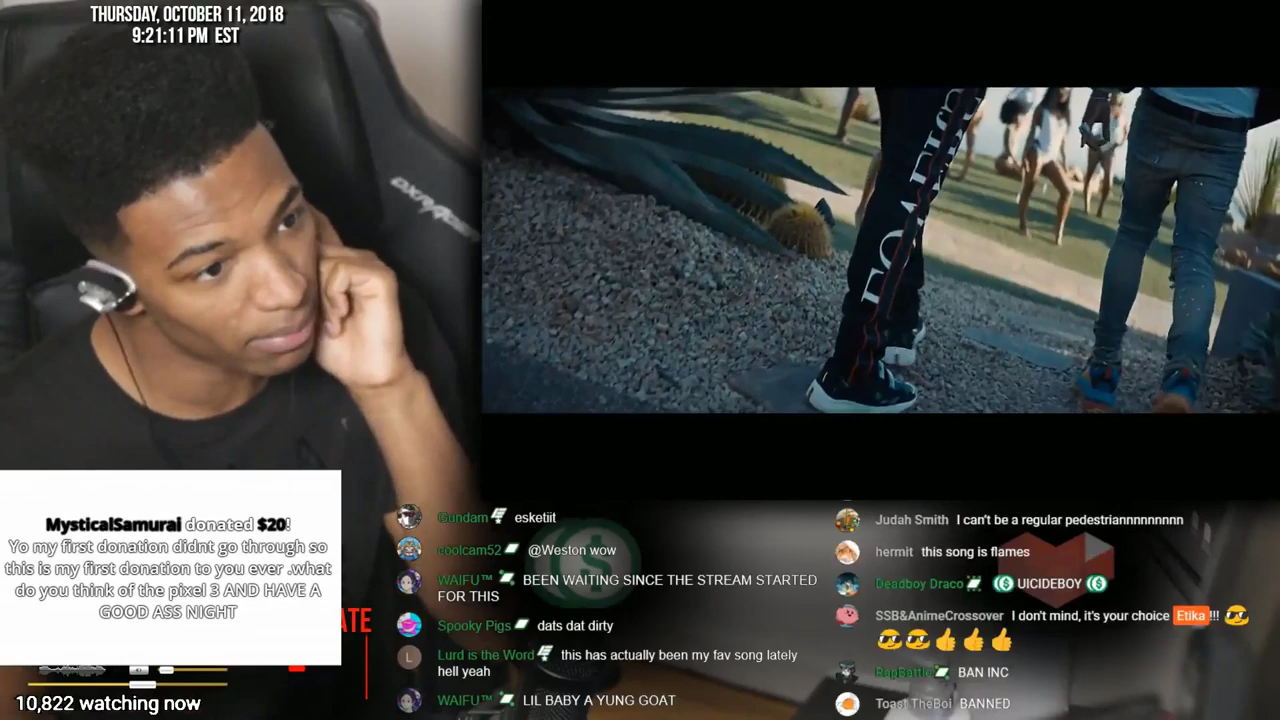 THURSDAY, OCTOBER 11, 2018
9:21:11 PM EST
MysticalSamurai donated $20!
Yo my first donation didnt go through so
this is my first donation to you ever .what
do you think of the pixel 3 AND HAVE A
GOOD ASS NIGHT
10,822 watching now
Gundam esketiit
coolcam52 @Weston wow
WAIFU™ BEEN WAITING SINCE THE STREAM STARTED
FOR THIS
Spooky Pigs dats dat dirty
Lurd is the Word this has actually been my fav song lately
hell yeah
WAIFU™ LIL BABY A YUNG GOAT
Judah Smith I can't be a regular pedestriannnnnnnnn
hermit this song is flames
Deadboy Draco UICIDEBOY
SSB&AnimeCrossover I don't mind, it's your choice Etika !!!
BAN INC
Toast TheBoi BANNED